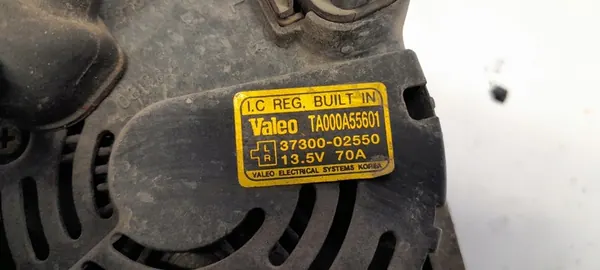 I.C REG. BUILT IN
Valeo TA000A55601
L R 37300-02550
13.5V 70A
VALEO ELECTRICAL SYSTEMS KOREA